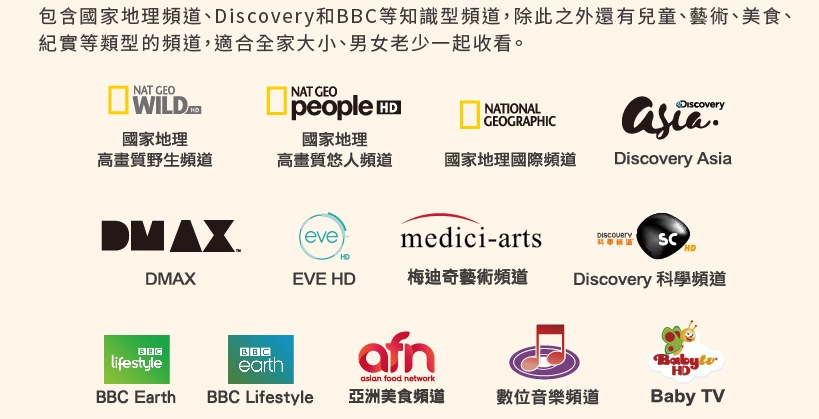 包含國家地理頻道、Discovery和BBC等知識型頻道，除此之外還有兒童、藝術、美食、
紀實等類型的頻道，適合全家大小、男女老少一起收看。
NAT GEO
WILD HD
NAT GEO
people HD
NATIONAL
GEOGRAPHIC
Discovery
asia.
國家地理
高畫質野生頻道
國家地理
高畫質悠人頻道
國家地理國際頻道
Discovery Asia
DMAX™
eve
HD
medici-arts
DISCOVERY
科學頻道
SC
HD
DMAX
EVE HD
梅迪奇藝術頻道
Discovery 科學頻道
BBC
lifestyle
BBC
earth
afn
asian food network
Babytv
HD
BBC Earth
BBC Lifestyle
亞洲美食頻道
數位音樂頻道
Baby TV